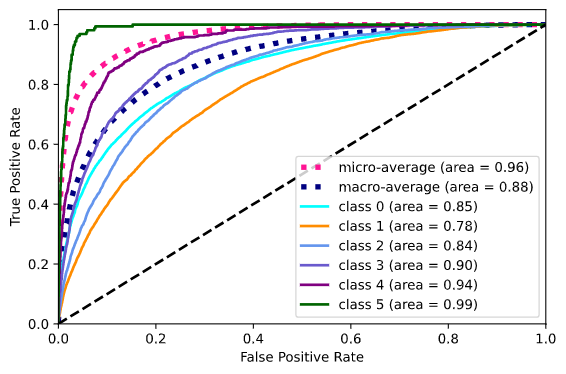 1.0
0.8
0.6
0.4
0.2
0.0
True Positive Rate
micro-average (area = 0.96)
macro-average (area = 0.88)
class 0 (area = 0.85)
class 1 (area = 0.78)
class 2 (area = 0.84)
class 3 (area = 0.90)
class 4 (area = 0.94)
class 5 (area = 0.99)
0.0 0.2 0.4 0.6 0.8 1.0
False Positive Rate